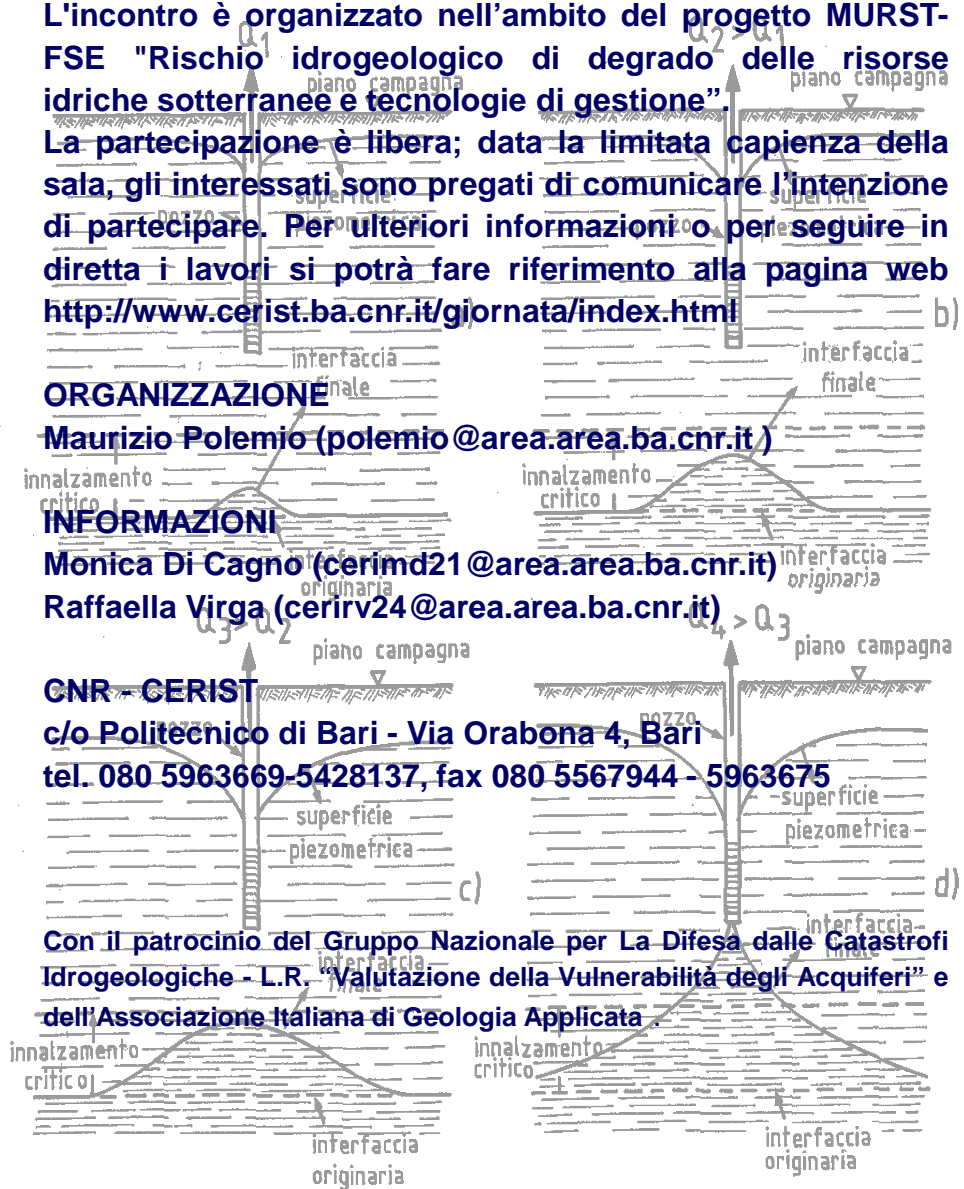 L'incontro è organizzato nell'ambito del progetto MURST-
FSE "Rischio idrogeologico di degrado delle risorse
idriche sotterranee e tecnologie di gestione”.
La partecipazione è libera; data la limitata capienza della
sala, gli interessati sono pregati di comunicare l’intenzione
di partecipare. Per ulteriori informazioni o per seguire in
diretta i lavori si potrà fare riferimento alla pagina web
http://www.cerist.ba.cnr.it/giornata/index.html
ORGANIZZAZIONE
Maurizio Polemio (polemio@area.area.ba.cnr.it )
INFORMAZIONI
Monica Di Cagno (cerimd21@area.area.ba.cnr.it)
Raffaella Virga (cerirv24@area.area.ba.cnr.it)
CNR - CERIST
c/o Politecnico di Bari - Via Orabona 4, Bari
tel. 080 5963669-5428137, fax 080 5567944 - 5963675
Con il patrocinio del Gruppo Nazionale per La Difesa dalle Catastrofi
Idrogeologiche - L.R. “Valutazione della Vulnerabilità degli Acquiferi” e
dell’Associazione Italiana di Geologia Applicata .
Q1
piano campagna
pozzo
superficie
piezometrica
interfaccia
finale
innalzamento
critico
interfaccia
originaria
Q2 > Q1
piano campagna
pozzo
superficie
piezometrica
b)
interfaccia
finale
innalzamento
critico
interfaccia
originaria
Q3 > Q2
piano campagna
pozzo
superficie
piezometrica
c)
interfaccia
finale
innalzamento
critico
interfaccia
originaria
Q4 > Q3
piano campagna
pozzo
superficie
piezometrica
d)
interfaccia
finale
innalzamento
critico
interfaccia
originaria